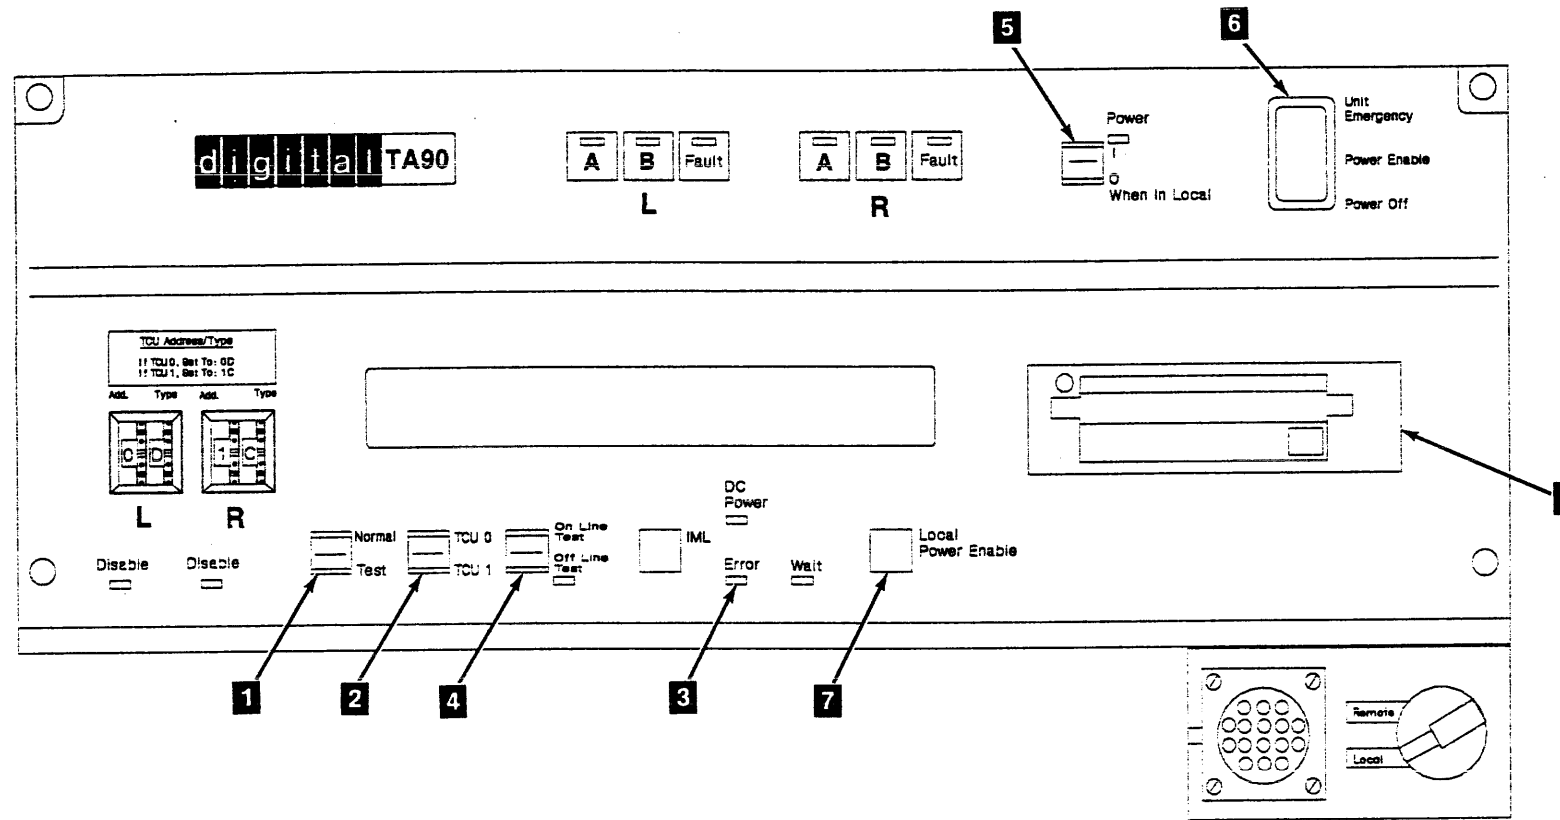 5
6
digital TA90
A B Fault
L
A B Fault
R
Power
I
O
When in Local
Unit
Emergency
Power Enable
Power Off
TCU Address/Type
If TCU 0, Set To: 0D
If TCU 1, Set To: 1C
Add. Type Add. Type
0 D 1 C
L R
Disable Disable
Normal
Test
TCU 0
TCU 1
On Line
Test
Off Line
Test
IML
DC
Power
Error
Wait
Local
Power Enable
1
2
4
3
7
Remote
Local